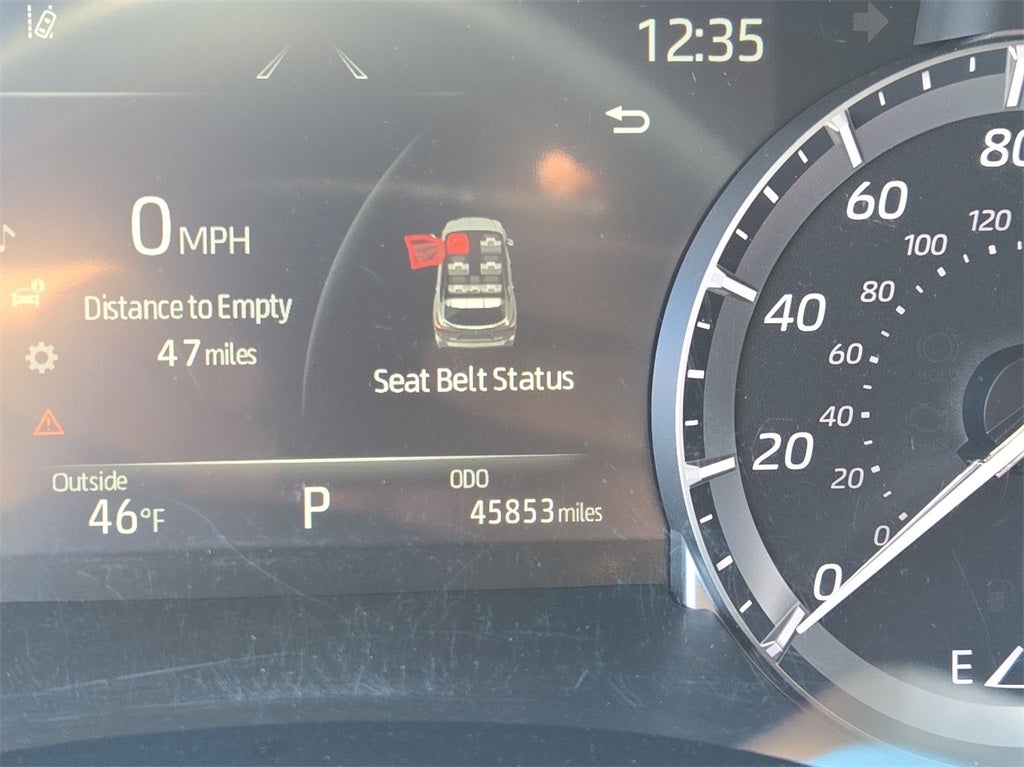 12:35
0 MPH
Distance to Empty
47 miles
Seat Belt Status
Outside
46°F
P
ODO
45853 miles
80
60
40
20
0
120
100
80
60
40
20
0
E